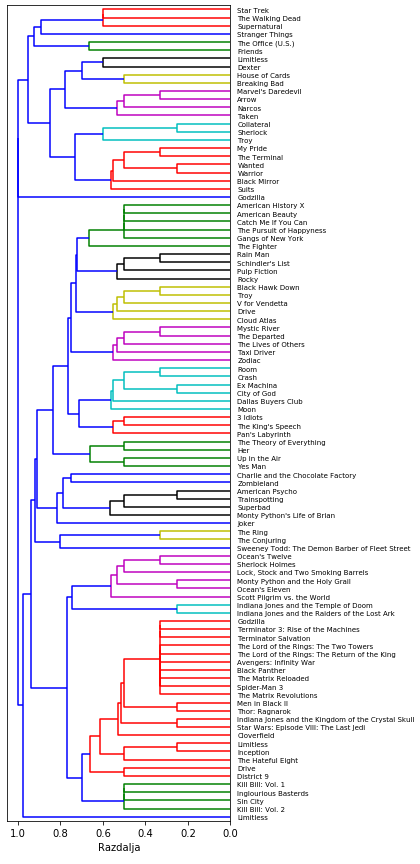 Star Trek
The Walking Dead
Supernatural
Stranger Things
The Office (U.S.)
Friends
Limitless
Dexter
House of Cards
Breaking Bad
Marvel's Daredevil
Arrow
Narcos
Taken
Collateral
Sherlock
Troy
My Pride
The Terminal
Wanted
Warrior
Black Mirror
Suits
Godzilla
American History X
American Beauty
Catch Me If You Can
The Pursuit of Happyness
Gangs of New York
The Fighter
Rain Man
Schindler's List
Pulp Fiction
Rocky
Black Hawk Down
Troy
V for Vendetta
Drive
Cloud Atlas
Mystic River
The Departed
The Lives of Others
Taxi Driver
Zodiac
Room
Crash
Ex Machina
City of God
Dallas Buyers Club
Moon
3 Idiots
The King's Speech
Pan's Labyrinth
The Theory of Everything
Her
Up in the Air
Yes Man
Charlie and the Chocolate Factory
Zombieland
American Psycho
Trainspotting
Superbad
Monty Python's Life of Brian
Joker
The Ring
The Conjuring
Sweeney Todd: The Demon Barber of Fleet Street
Ocean's Twelve
Sherlock Holmes
Lock, Stock and Two Smoking Barrels
Monty Python and the Holy Grail
Ocean's Eleven
Scott Pilgrim vs. the World
Indiana Jones and the Temple of Doom
Indiana Jones and the Raiders of the Lost Ark
Godzilla
Terminator 3: Rise of the Machines
Terminator Salvation
The Lord of the Rings: The Two Towers
The Lord of the Rings: The Return of the King
Avengers: Infinity War
Black Panther
The Matrix Reloaded
Spider-Man 3
The Matrix Revolutions
Men in Black II
Thor: Ragnarok
Indiana Jones and the Kingdom of the Crystal Skull
Star Wars: Episode VIII: The Last Jedi
Cloverfield
Limitless
Inception
The Hateful Eight
Drive
District 9
Kill Bill: Vol. 1
Inglourious Basterds
Sin City
Kill Bill: Vol. 2
Limitless
1.0 0.8 0.6 0.4 0.2 0.0
Razdalja